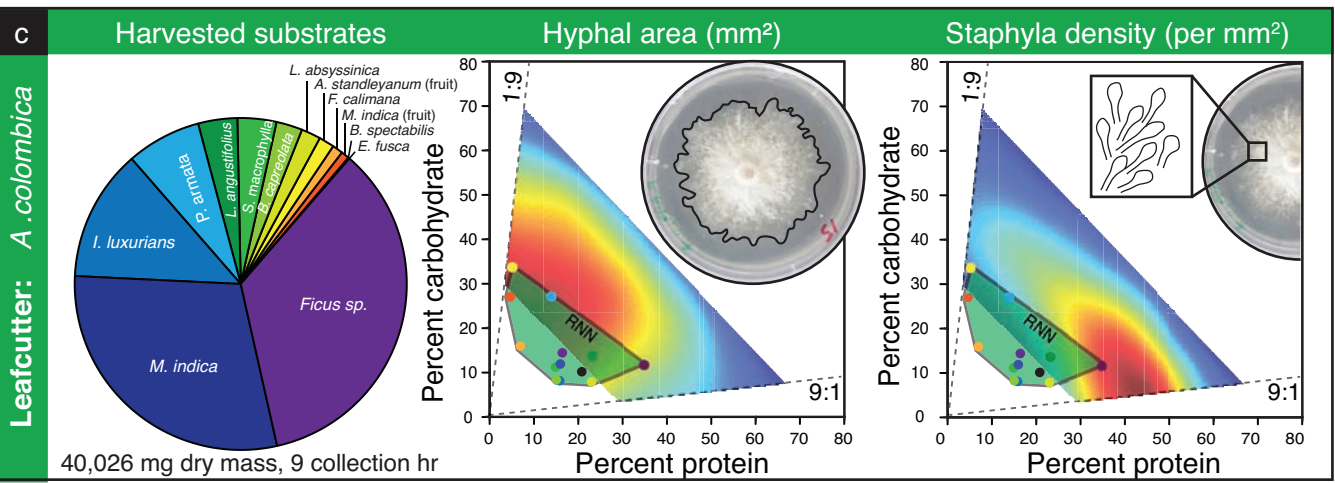 c
Harvested substrates
Hyphal area (mm²)
Staphyla density (per mm²)
Leafcutter: A .colombica
L. absyssinica
A. standleyanum (fruit)
F. calimana
M. indica (fruit)
B. spectabilis
E. fusca
B. capreolata
S. macrophylla
L. angustifolius
P. armata
I. luxurians
M. indica
Ficus sp.
40,026 mg dry mass, 9 collection hr
Percent carbohydrate
80
70
60
50
40
30
20
10
0
1:9
RNN
9:1
15
0 10 20 30 40 50 60 70 80
Percent protein
Percent carbohydrate
80
70
60
50
40
30
20
10
0
1:9
RNN
9:1
0 10 20 30 40 50 60 70 80
Percent protein